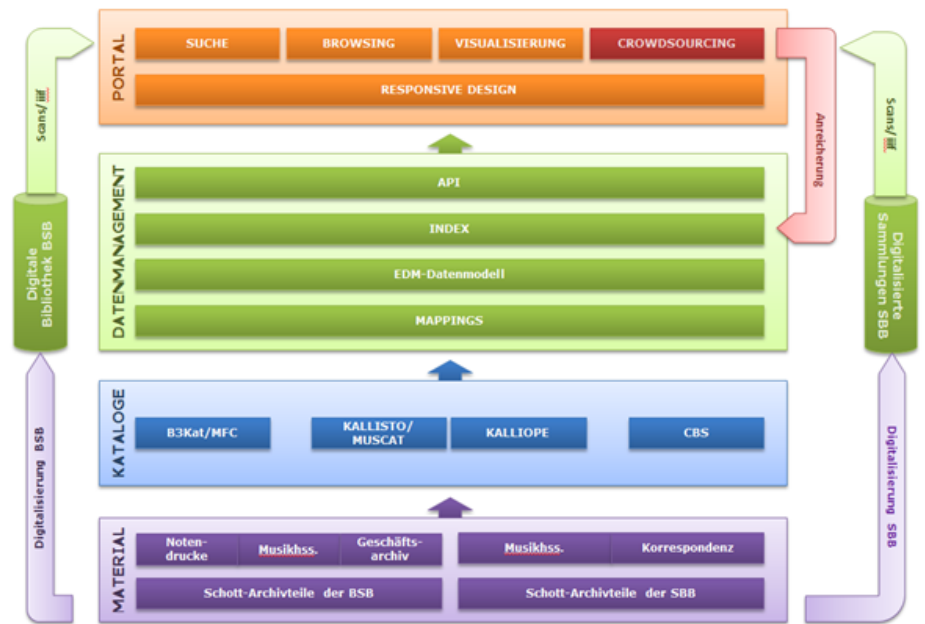 PORTAL
SUCHE
BROWSING
VISUALISIERUNG
CROWDSOURCING
RESPONSIVE DESIGN
Scans/iiif
Scans/iiif
Anreicherung
DATENMANAGEMENT
API
INDEX
EDM-Datenmodell
MAPPINGS
Digitale
Bibliothek BSB
Digitalisierte
Sammlungen SBB
KATALOGE
B3Kat/MFC
KALLISTO/
MUSCAT
KALLIOPE
CBS
Digitalisierung BSB
Digitalisierung SBB
MATERIAL
Noten-
drucke
Musikhss.
Geschäfts-
archiv
Musikhss.
Korrespondenz
Schott-Archivteile der BSB
Schott-Archivteile der SBB